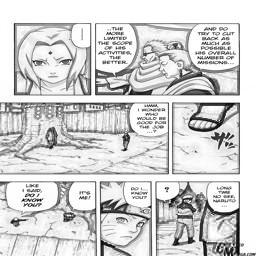 AND DO
TRY TO CUT
BACK AS
MUCH AS
POSSIBLE
HIS OVERALL
NUMBER OF
MISSIONS...
...
THE
MORE
LIMITED
THE SCOPE
OF HIS
ACTIVITIES,
THE
BETTER.
HMM,
I WONDER
WHO WOULD
BE GOOD
FOR THE
JOB
...?
LONG
TIME
NO SEE,
NARUTO
...
?
DO I...
KNOW
YOU?
IT'S
ME!
LIKE
I SAID,
DO I
KNOW
YOU?